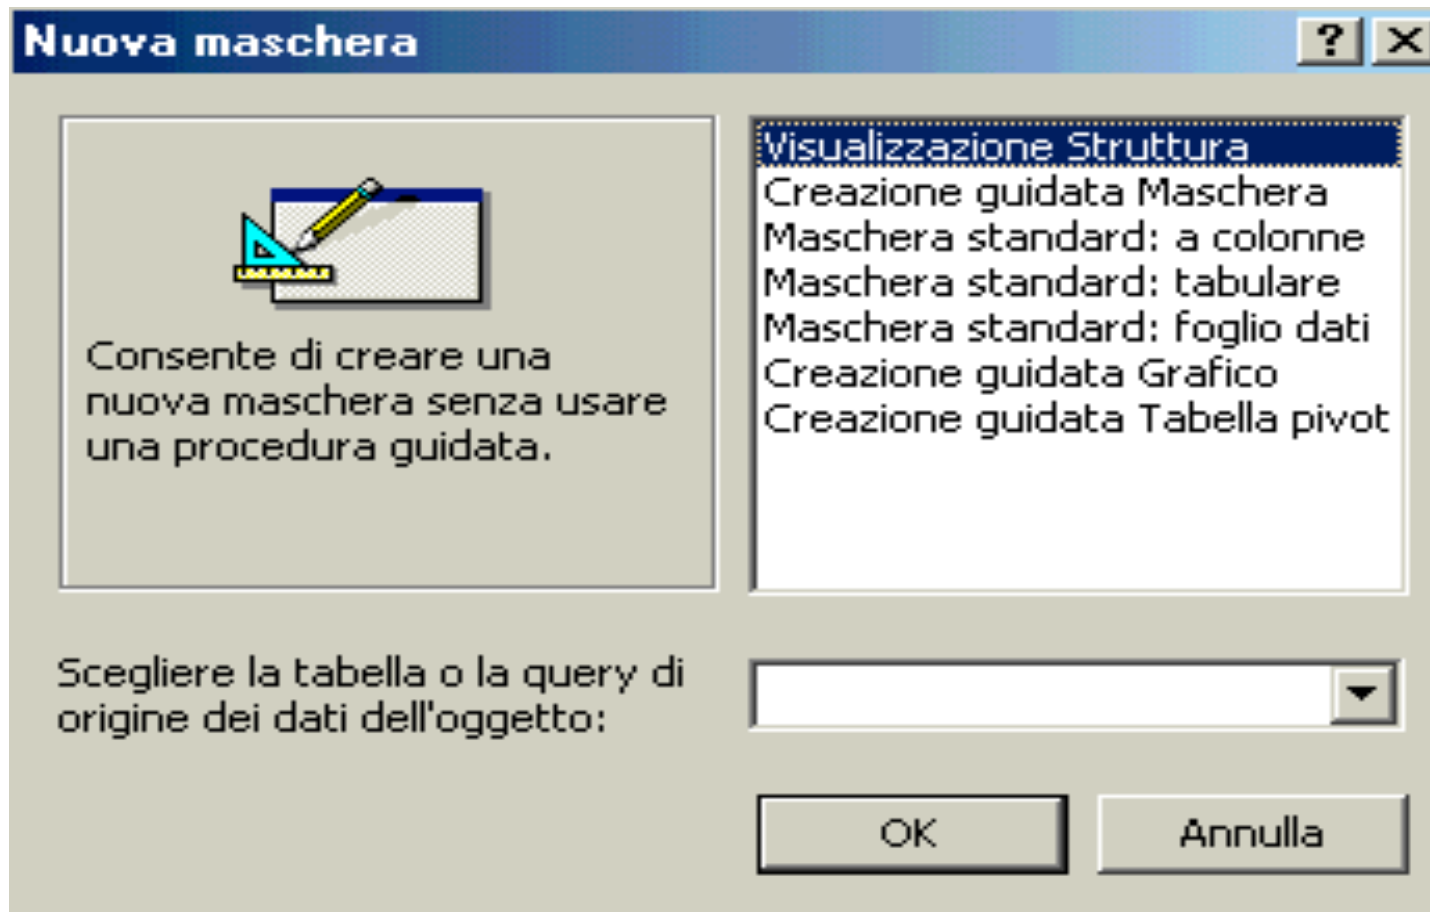 Nuova maschera
Consente di creare una
nuova maschera senza usare
una procedura guidata.
Visualizzazione Struttura
Creazione guidata Maschera
Maschera standard: a colonne
Maschera standard: tabulare
Maschera standard: foglio dati
Creazione guidata Grafico
Creazione guidata Tabella pivot
Scegliere la tabella o la query di
origine dei dati dell'oggetto:
OK
Annulla